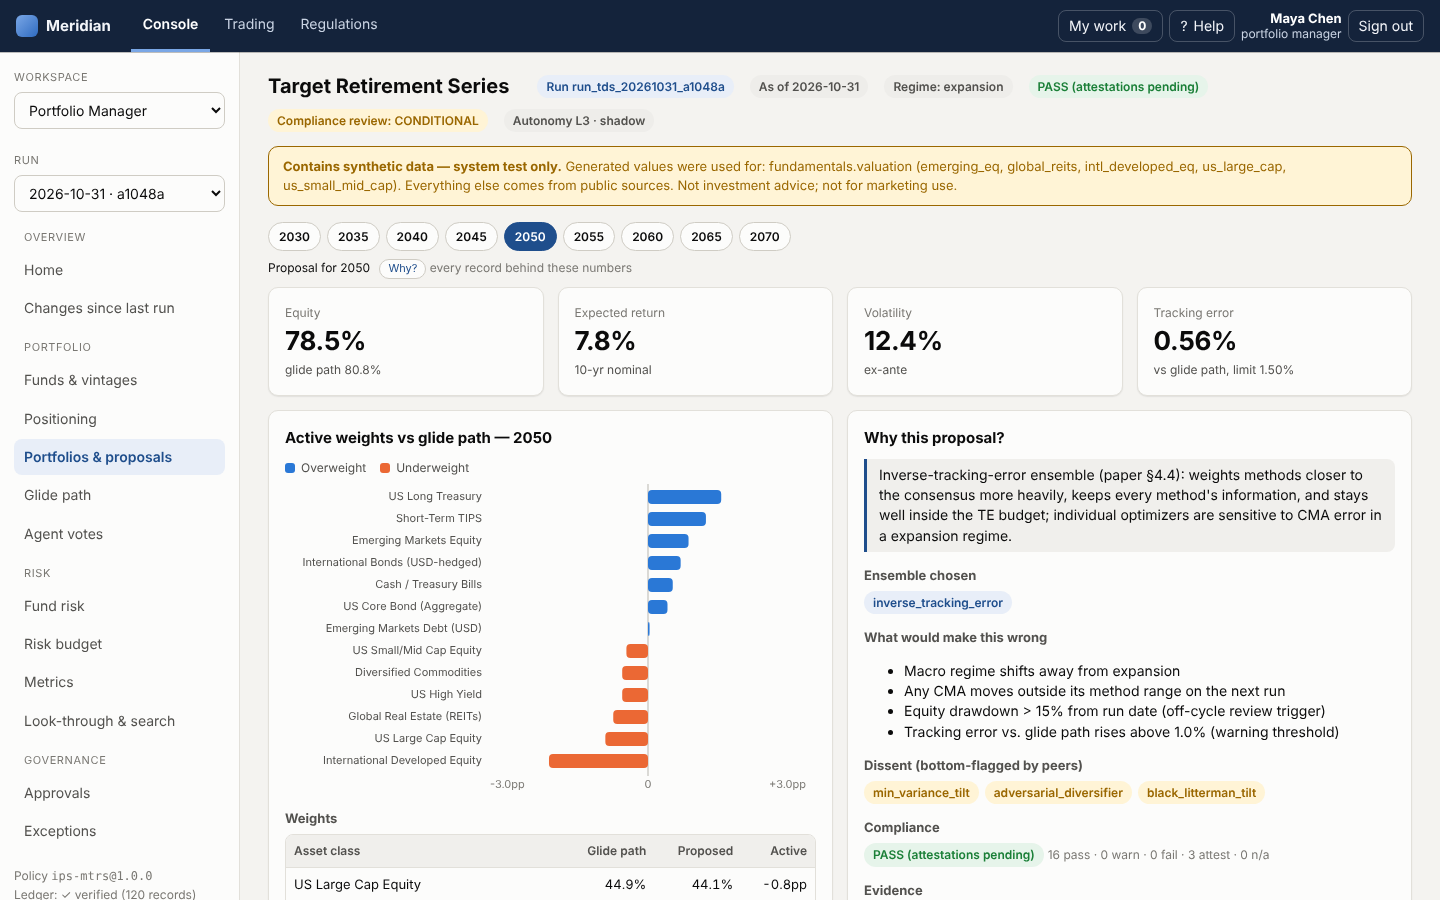 Meridian
Console
Trading
Regulations
My work 0
? Help
Maya Chen
portfolio manager
Sign out
WORKSPACE
Portfolio Manager
RUN
2026-10-31 · a1048a
OVERVIEW
Home
Changes since last run
PORTFOLIO
Funds & vintages
Positioning
Portfolios & proposals
Glide path
Agent votes
RISK
Fund risk
Risk budget
Metrics
Look-through & search
GOVERNANCE
Approvals
Exceptions
Policy ips-mtrs@1.0.0
Ledger: ✓ verified (120 records)
Target Retirement Series
Run run_tds_20261031_a1048a
As of 2026-10-31
Regime: expansion
PASS (attestations pending)
Compliance review: CONDITIONAL
Autonomy L3 · shadow
Contains synthetic data — system test only. Generated values were used for: fundamentals.valuation (emerging_eq, global_reits, intl_developed_eq, us_large_cap,
us_small_mid_cap). Everything else comes from public sources. Not investment advice; not for marketing use.
2030 2035 2040 2045 2050 2055 2060 2065 2070
Proposal for 2050 Why? every record behind these numbers
Equity
78.5%
glide path 80.8%
Expected return
7.8%
10-yr nominal
Volatility
12.4%
ex-ante
Tracking error
0.56%
vs glide path, limit 1.50%
Active weights vs glide path — 2050
Overweight Underweight
US Long Treasury
Short-Term TIPS
Emerging Markets Equity
International Bonds (USD-hedged)
Cash / Treasury Bills
US Core Bond (Aggregate)
Emerging Markets Debt (USD)
US Small/Mid Cap Equity
Diversified Commodities
US High Yield
Global Real Estate (REITs)
US Large Cap Equity
International Developed Equity
-3.0pp 0 +3.0pp
Weights
Asset class Glide path Proposed Active
US Large Cap Equity 44.9% 44.1% -0.8pp
Why this proposal?
Inverse-tracking-error ensemble (paper §4.4): weights methods closer to
the consensus more heavily, keeps every method's information, and stays
well inside the TE budget; individual optimizers are sensitive to CMA error in
a expansion regime.
Ensemble chosen
inverse_tracking_error
What would make this wrong
• Macro regime shifts away from expansion
• Any CMA moves outside its method range on the next run
• Equity drawdown > 15% from run date (off-cycle review trigger)
• Tracking error vs. glide path rises above 1.0% (warning threshold)
Dissent (bottom-flagged by peers)
min_variance_tilt adversarial_diversifier black_litterman_tilt
Compliance
PASS (attestations pending) 16 pass · 0 warn · 0 fail · 3 attest · 0 n/a
Evidence